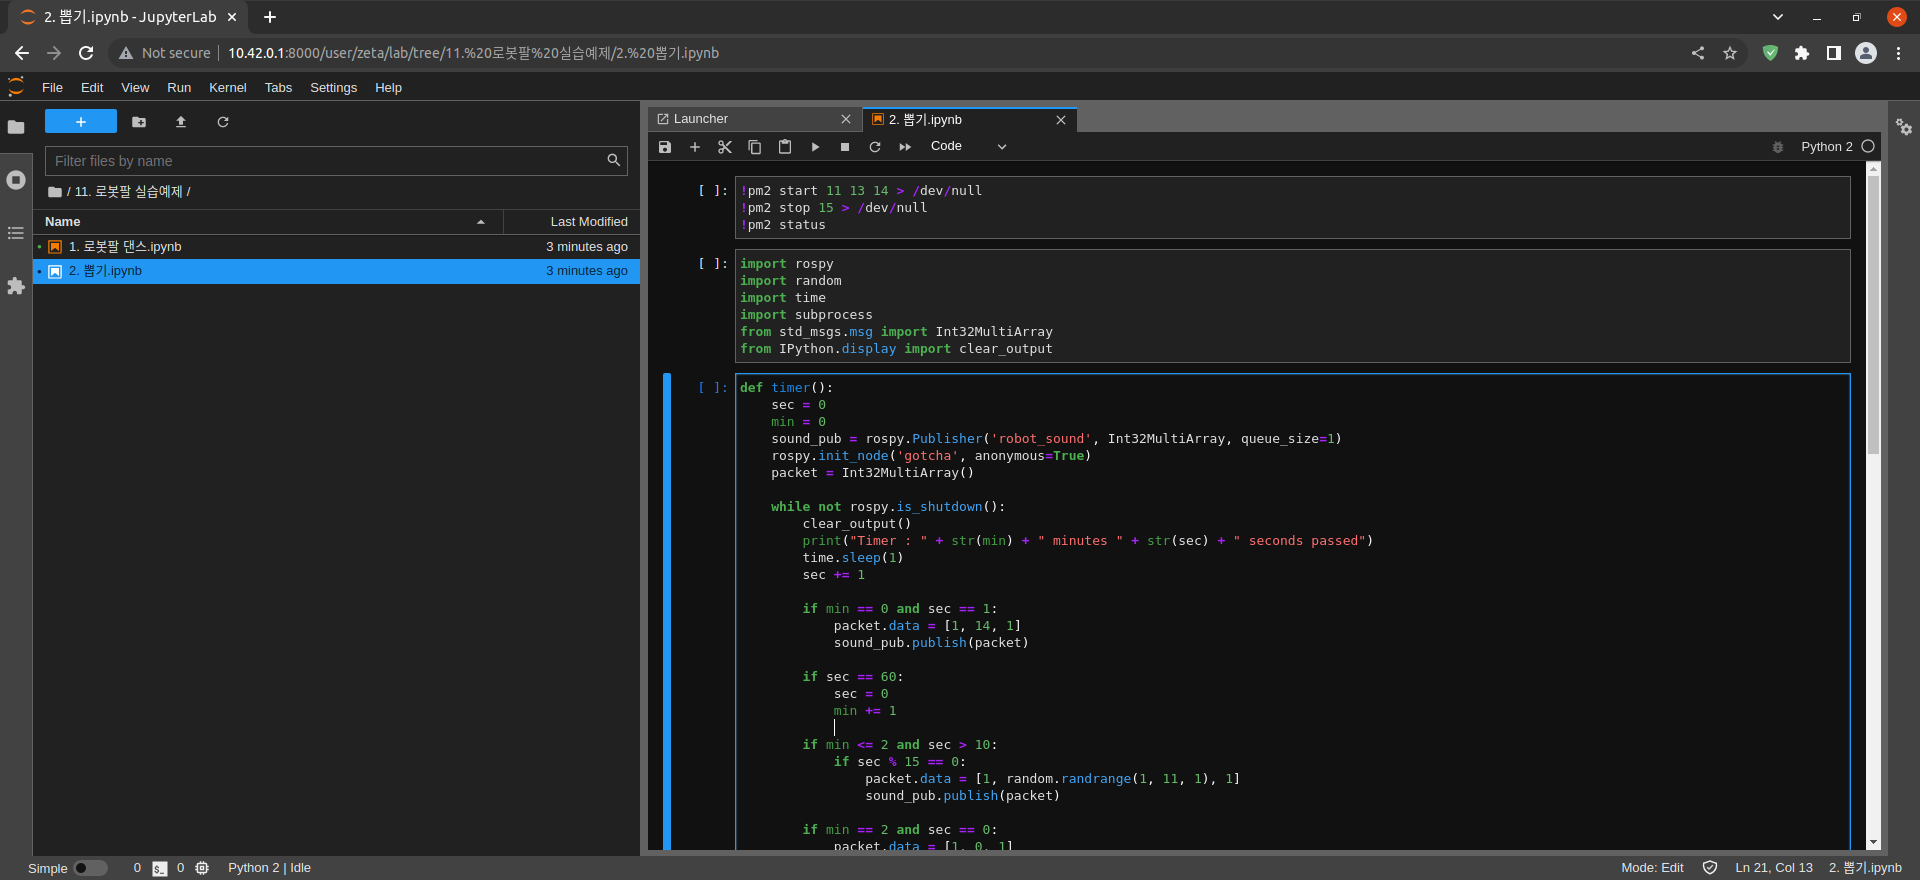 2. 뽑기.ipynb - JupyterLab
Not secure
10.42.0.1:8000/user/zeta/lab/tree/11.%20로봇팔%20실습예제/2.%20뽑기.ipynb
File Edit View Run Kernel Tabs Settings Help
Filter files by name
/ 11. 로봇팔 실습예제 /
Name Last Modified
1. 로봇팔 댄스.ipynb 3 minutes ago
2. 뽑기.ipynb 3 minutes ago
Launcher
2. 뽑기.ipynb
Code
Python 2
[ ]:
!pm2 start 11 13 14 > /dev/null
!pm2 stop 15 > /dev/null
!pm2 status
[ ]:
import rospy
import random
import time
import subprocess
from std_msgs.msg import Int32MultiArray
from IPython.display import clear_output
[ ]:
def timer():
    sec = 0
    min = 0
    sound_pub = rospy.Publisher('robot_sound', Int32MultiArray, queue_size=1)
    rospy.init_node('gotcha', anonymous=True)
    packet = Int32MultiArray()
    while not rospy.is_shutdown():
        clear_output()
        print("Timer : " + str(min) + " minutes " + str(sec) + " seconds passed")
        time.sleep(1)
        sec += 1
        if min == 0 and sec == 1:
            packet.data = [1, 14, 1]
            sound_pub.publish(packet)
        if sec == 60:
            sec = 0
            min += 1
        if min <= 2 and sec > 10:
            if sec % 15 == 0:
                packet.data = [1, random.randrange(1, 11, 1), 1]
                sound_pub.publish(packet)
        if min == 2 and sec == 0:
            packet.data = [1, 0, 1]
Simple 0 $_ 0 Python 2 | Idle
Mode: Edit Ln 21, Col 13 2. 뽑기.ipynb